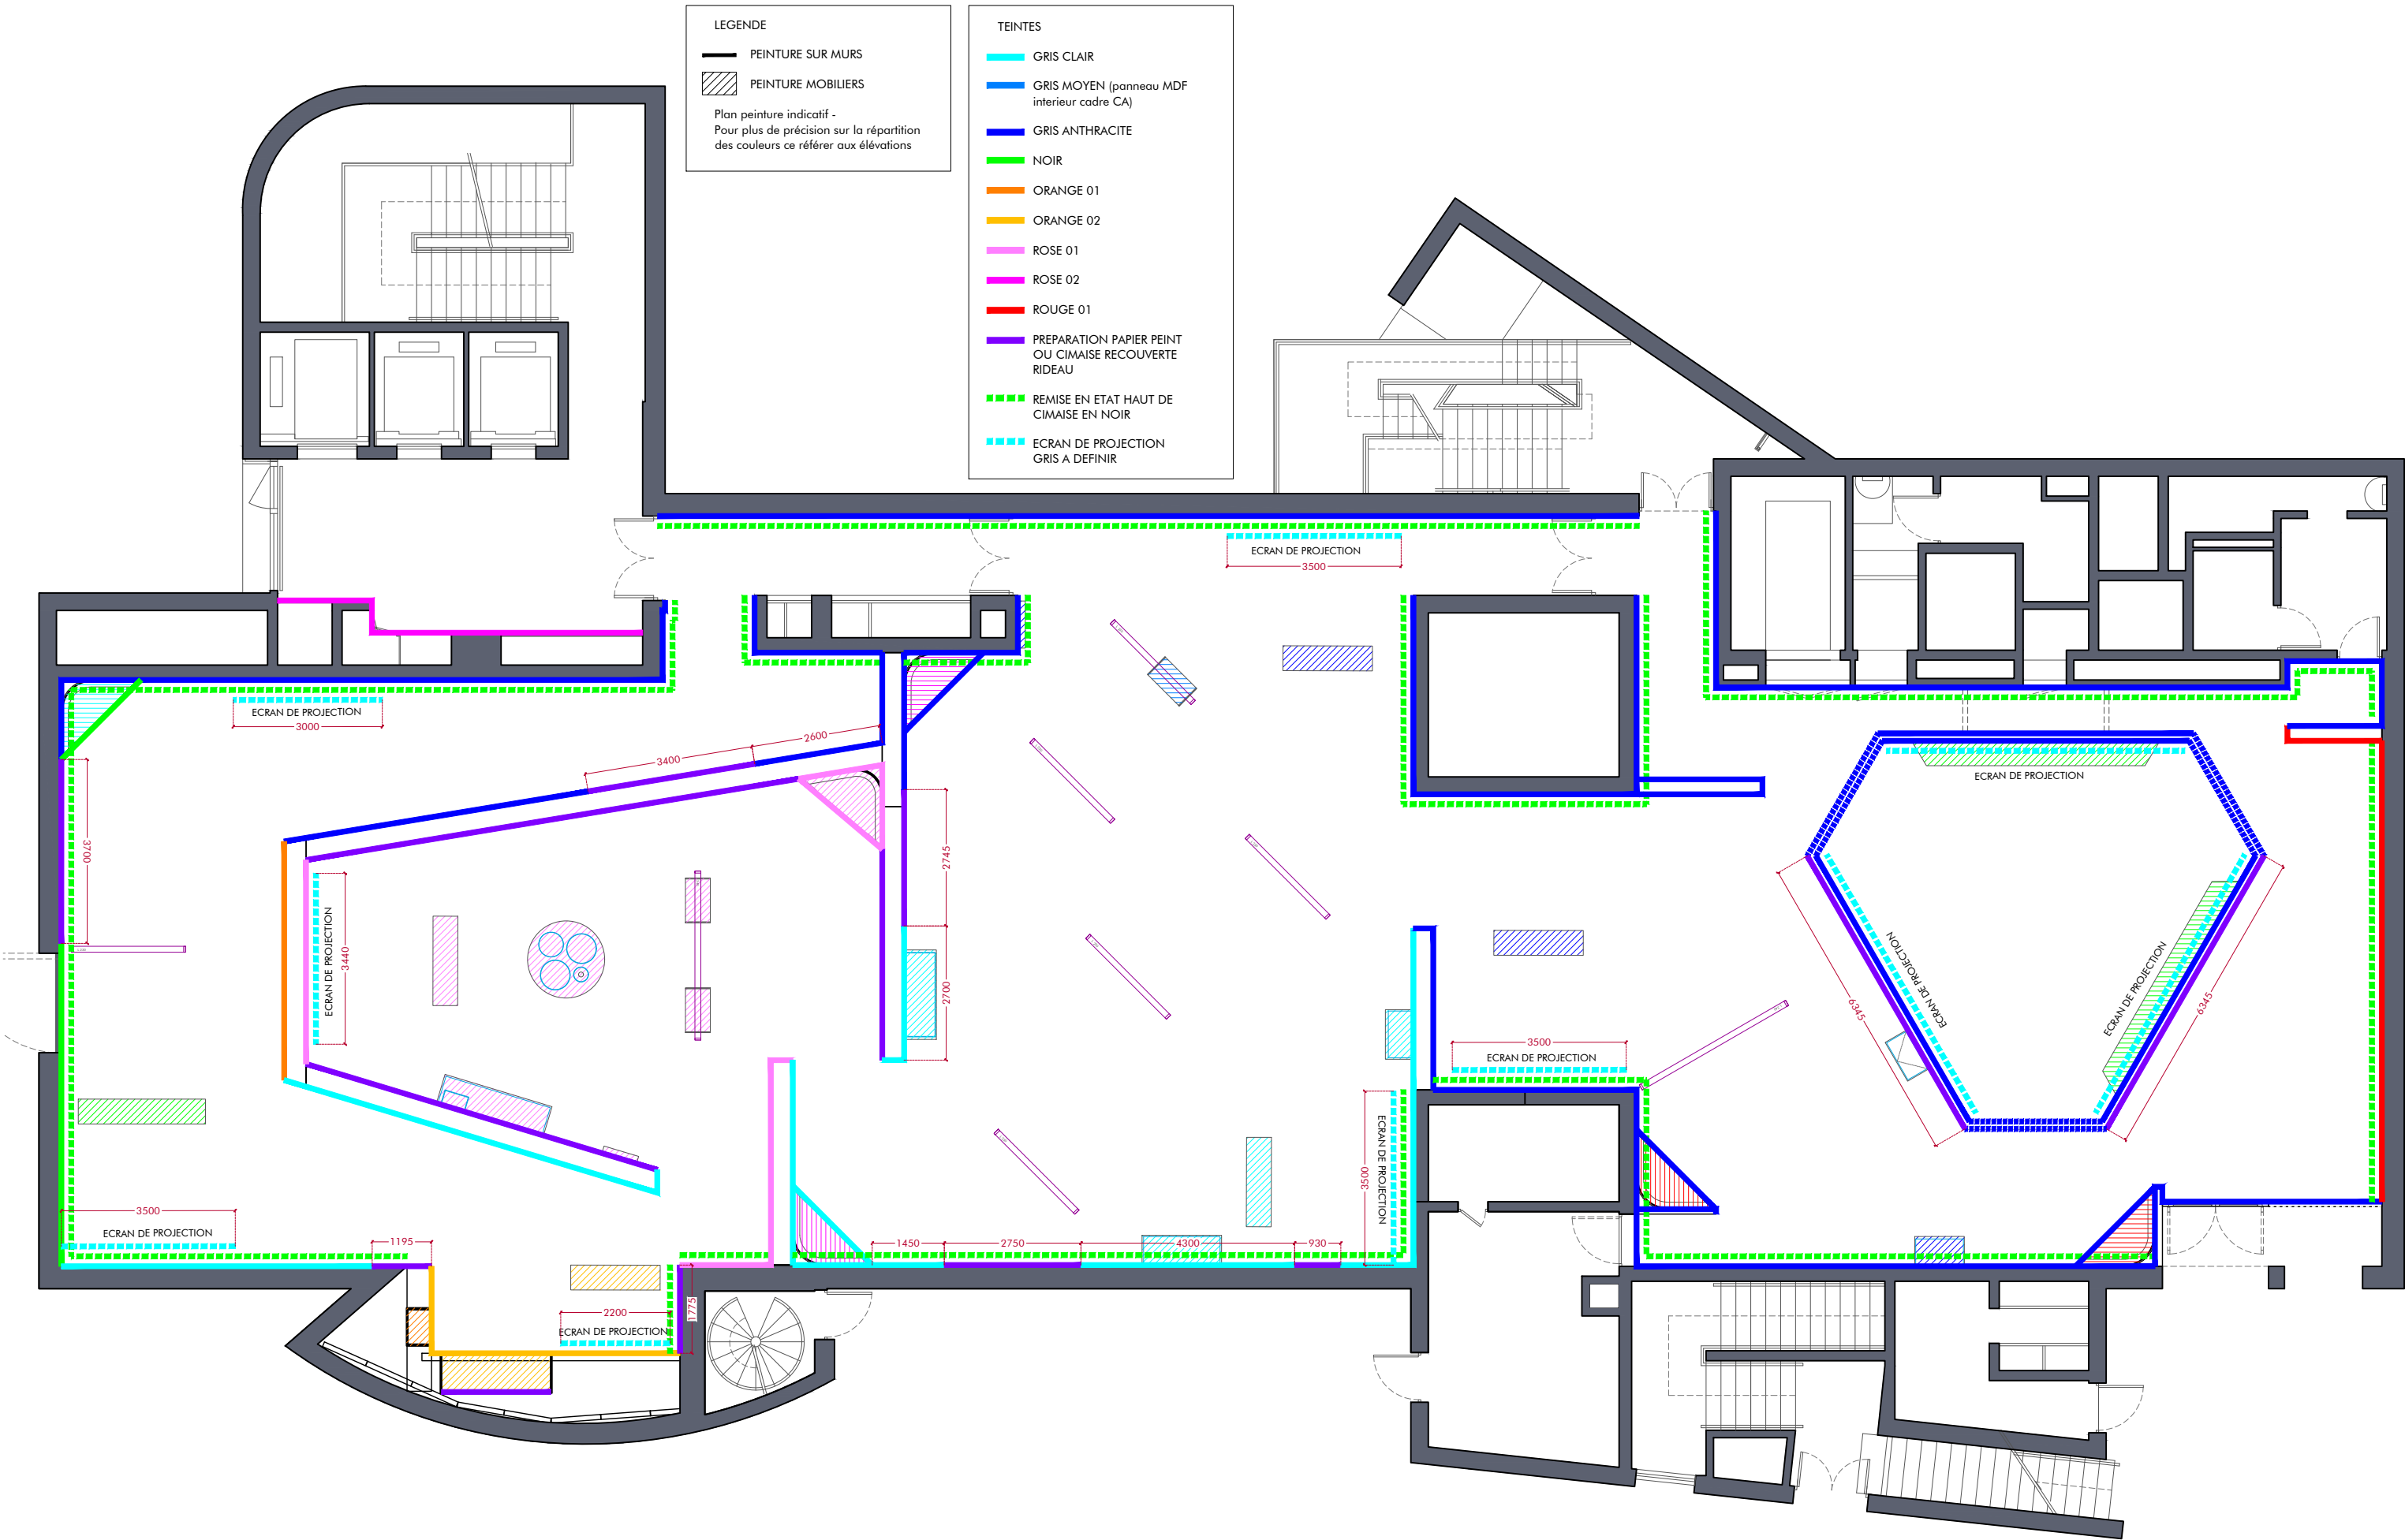 LEGENDE
PEINTURE SUR MURS
PEINTURE MOBILIERS
Plan peinture indicatif -
Pour plus de précision sur la répartition
des couleurs ce référer aux élévations
TEINTES
GRIS CLAIR
GRIS MOYEN (panneau MDF
interieur cadre CA)
GRIS ANTHRACITE
NOIR
ORANGE 01
ORANGE 02
ROSE 01
ROSE 02
ROUGE 01
PREPARATION PAPIER PEINT
OU CIMAISE RECOUVERTE
RIDEAU
REMISE EN ETAT HAUT DE
CIMAISE EN NOIR
ECRAN DE PROJECTION
GRIS A DEFINIR
ECRAN DE PROJECTION
3500
ECRAN DE PROJECTION
3000
2600
3400
ECRAN DE PROJECTION
3700
2745
ECRAN DE PROJECTION
3440
2700
ECRAN DE PROJECTION
6345
ECRAN DE PROJECTION
6345
3500
ECRAN DE PROJECTION
ECRAN DE PROJECTION
3500
3500
ECRAN DE PROJECTION
1195
1450
2750
4300
930
1775
2200
ECRAN DE PROJECTION